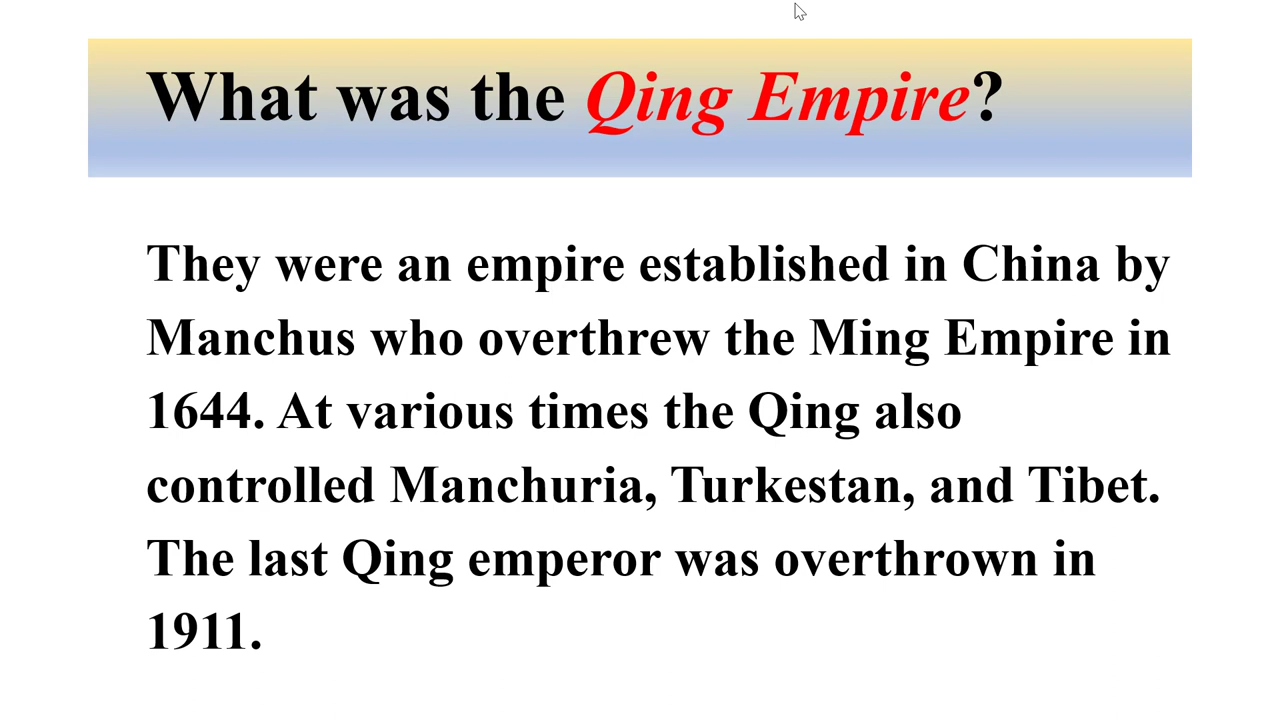 What was the Qing Empire?
They were an empire established in China by
Manchus who overthrew the Ming Empire in
1644. At various times the Qing also
controlled Manchuria, Turkestan, and Tibet.
The last Qing emperor was overthrown in
1911.